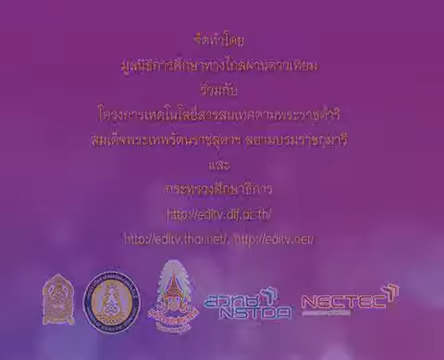 จัดทำโดย
มูลนิธิการศึกษาทางไกลผ่านดาวเทียม
ร่วมกับ
โครงการเทคโนโลยีสารสนเทศตามพระราชดำริ
สมเด็จพระเทพรัตนราชสุดาฯ สยามบรมราชกุมารี
และ
กระทรวงศึกษาธิการ
http://edltv.dlf.ac.th/
http://edltv.thai.net/, http://edltv.net/
สวทช NECTEC
NSTDA